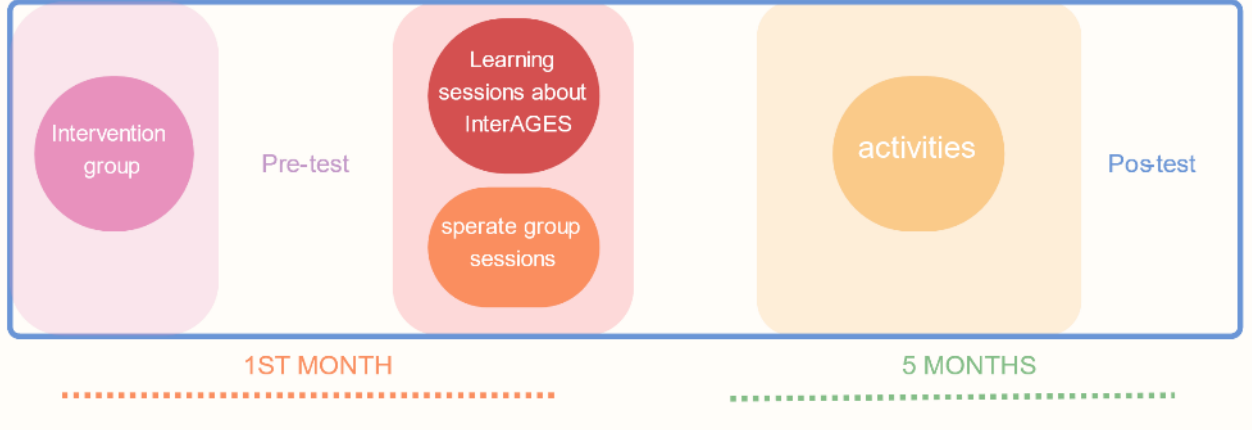 Intervention
group
Pre-test
Learning
sessions about
InterAGES
sperate group
sessions
activities
Pos-test
1ST MONTH
5 MONTHS